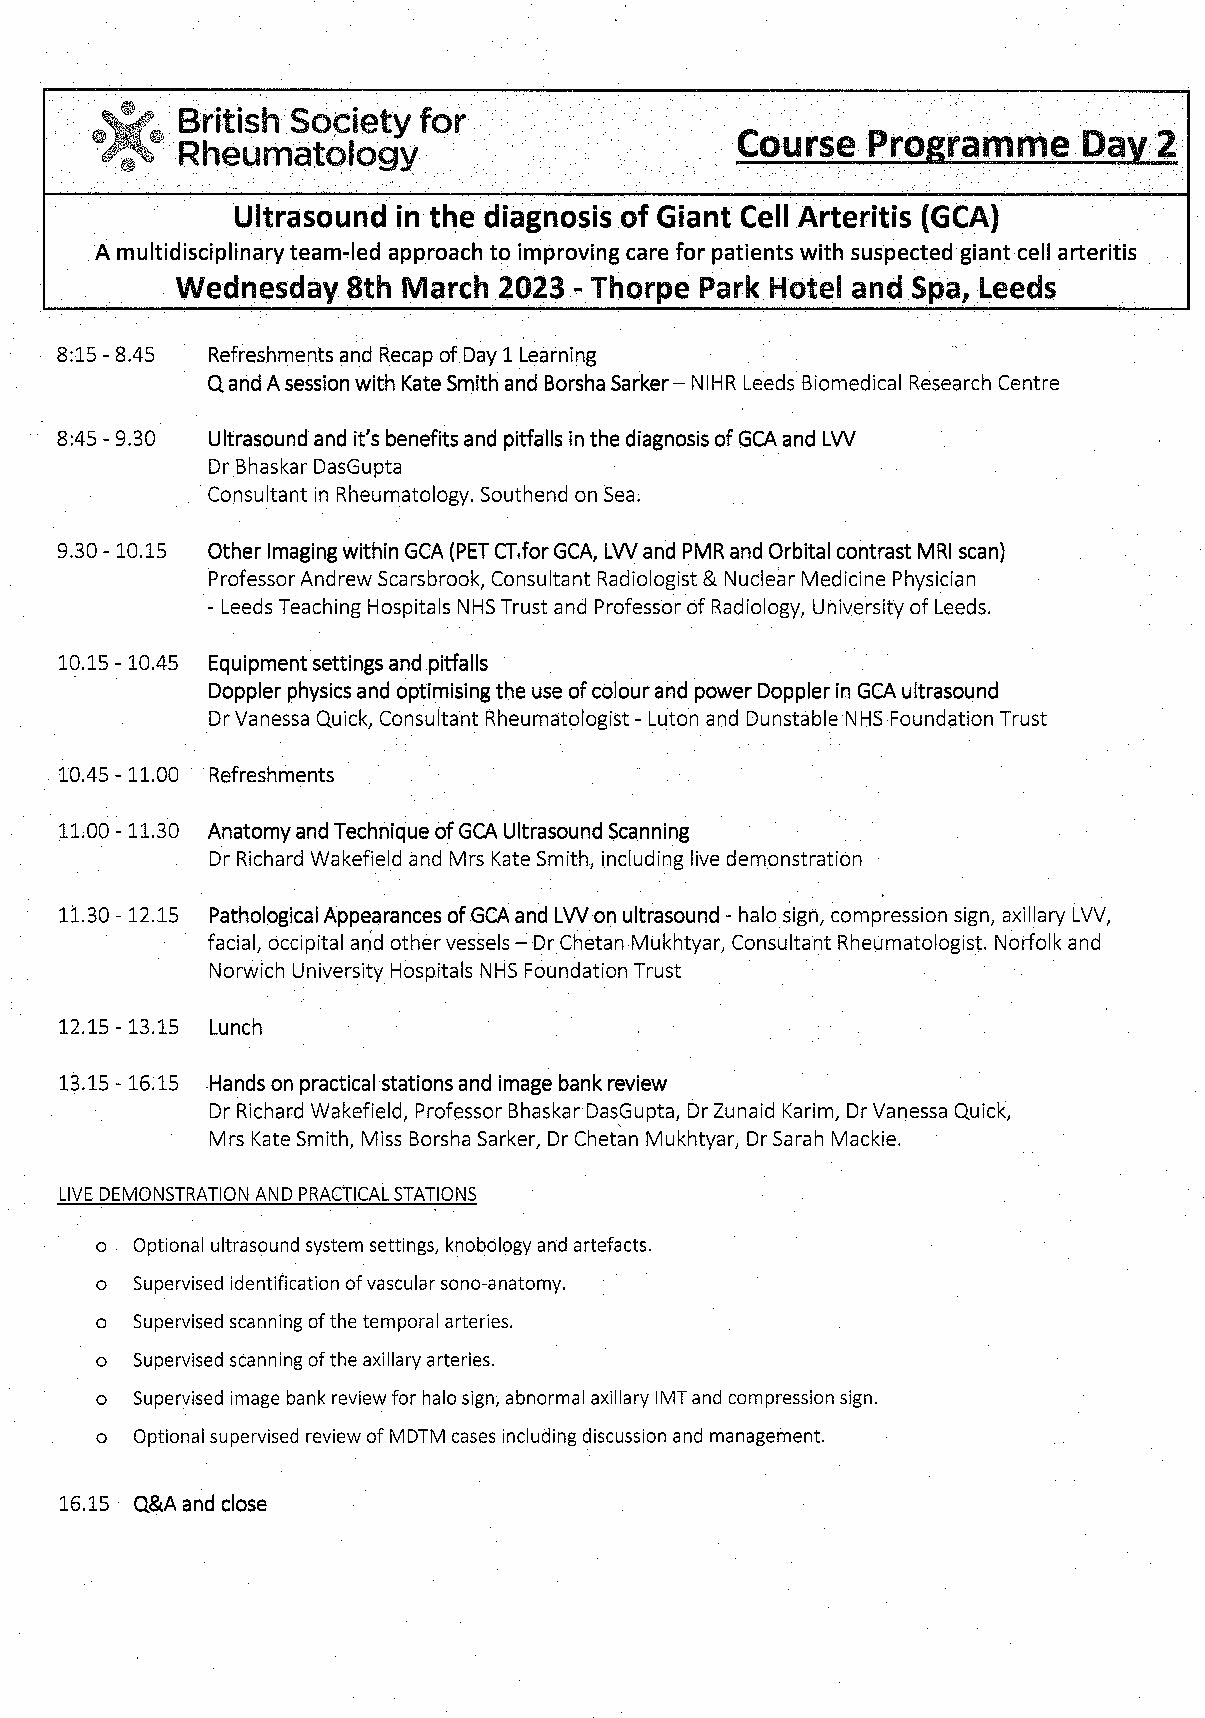 British Society for
Rheumatology
Course Programme Day 2
Ultrasound in the diagnosis of Giant Cell Arteritis (GCA)
A multidisciplinary team-led approach to improving care for patients with suspected giant cell arteritis
Wednesday 8th March 2023 - Thorpe Park Hotel and Spa, Leeds
8:15 - 8.45 Refreshments and Recap of Day 1 Learning
Q and A session with Kate Smith and Borsha Sarker – NIHR Leeds Biomedical Research Centre
8:45 - 9.30 Ultrasound and it's benefits and pitfalls in the diagnosis of GCA and LVV
Dr Bhaskar DasGupta
Consultant in Rheumatology. Southend on Sea.
9.30 - 10.15 Other Imaging within GCA (PET CT.for GCA, LVV and PMR and Orbital contrast MRI scan)
Professor Andrew Scarsbrook, Consultant Radiologist & Nuclear Medicine Physician
- Leeds Teaching Hospitals NHS Trust and Professor of Radiology, University of Leeds.
10.15 - 10.45 Equipment settings and pitfalls
Doppler physics and optimising the use of colour and power Doppler in GCA ultrasound
Dr Vanessa Quick, Consultant Rheumatologist - Luton and Dunstable NHS Foundation Trust
10.45 - 11.00 Refreshments
11.00 - 11.30 Anatomy and Technique of GCA Ultrasound Scanning
Dr Richard Wakefield and Mrs Kate Smith, including live demonstration
11.30 - 12.15 Pathological Appearances of GCA and LVV on ultrasound - halo sign, compression sign, axillary LVV,
facial, occipital and other vessels – Dr Chetan Mukhtyar, Consultant Rheumatologist. Norfolk and
Norwich University Hospitals NHS Foundation Trust
12.15 - 13.15 Lunch
13.15 - 16.15 Hands on practical stations and image bank review
Dr Richard Wakefield, Professor Bhaskar DasGupta, Dr Zunaid Karim, Dr Vanessa Quick,
Mrs Kate Smith, Miss Borsha Sarker, Dr Chetan Mukhtyar, Dr Sarah Mackie.
LIVE DEMONSTRATION AND PRACTICAL STATIONS
o Optional ultrasound system settings, knobology and artefacts.
o Supervised identification of vascular sono-anatomy.
o Supervised scanning of the temporal arteries.
o Supervised scanning of the axillary arteries.
o Supervised image bank review for halo sign, abnormal axillary IMT and compression sign.
o Optional supervised review of MDTM cases including discussion and management.
16.15 Q&A and close